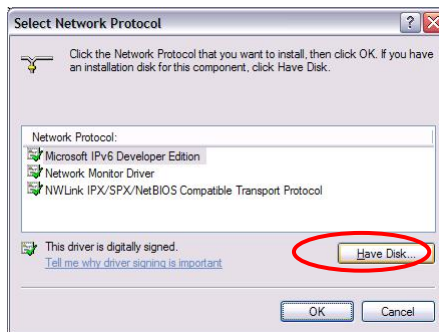 Select Network Protocol
Click the Network Protocol that you want to install, then click OK. If you have
an installation disk for this component, click Have Disk.
Network Protocol:
Microsoft IPv6 Developer Edition
Network Monitor Driver
NWLink IPX/SPX/NetBIOS Compatible Transport Protocol
This driver is digitally signed.
Tell me why driver signing is important
Have Disk...
OK
Cancel